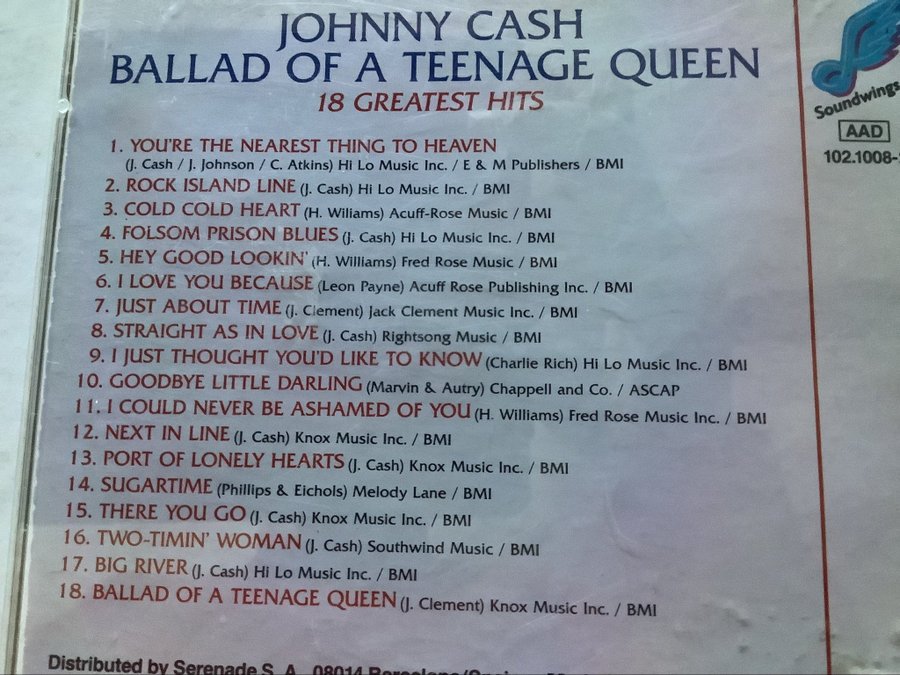 JOHNNY CASH
BALLAD OF A TEENAGE QUEEN
18 GREATEST HITS
1. YOU'RE THE NEAREST THING TO HEAVEN
(J. Cash / J. Johnson / C. Atkins) Hi Lo Music Inc. / E & M Publishers / BMI
2. ROCK ISLAND LINE (J. Cash) Hi Lo Music Inc. / BMI
3. COLD COLD HEART (H. Wiliams) Acuff-Rose Music / BMI
4. FOLSOM PRISON BLUES (J. Cash) Hi Lo Music Inc. / BMI
5. HEY GOOD LOOKIN' (H. Williams) Fred Rose Music / BMI
6. I LOVE YOU BECAUSE (Leon Payne) Acuff Rose Publishing Inc. / BMI
7. JUST ABOUT TIME (J. Clement) Jack Clement Music Inc. / BMI
8. STRAIGHT AS IN LOVE (J. Cash) Rightsong Music / BMI
9. I JUST THOUGHT YOU'D LIKE TO KNOW (Charlie Rich) Hi Lo Music Inc. / BMI
10. GOODBYE LITTLE DARLING (Marvin & Autry) Chappell and Co. / ASCAP
11. I COULD NEVER BE ASHAMED OF YOU (H. Williams) Fred Rose Music Inc. / BMI
12. NEXT IN LINE (J. Cash) Knox Music Inc. / BMI
13. PORT OF LONELY HEARTS (J. Cash) Knox Music Inc. / BMI
14. SUGARTIME (Phillips & Eichols) Melody Lane / BMI
15. THERE YOU GO (J. Cash) Knox Music Inc. / BMI
16. TWO-TIMIN' WOMAN (J. Cash) Southwind Music / BMI
17. BIG RIVER (J. Cash) Hi Lo Music Inc. / BMI
18. BALLAD OF A TEENAGE QUEEN (J. Clement) Knox Music Inc. / BMI
Distributed by Serenade S. A. 08014 Barcelona/
Soundwings
AAD
102.1008-